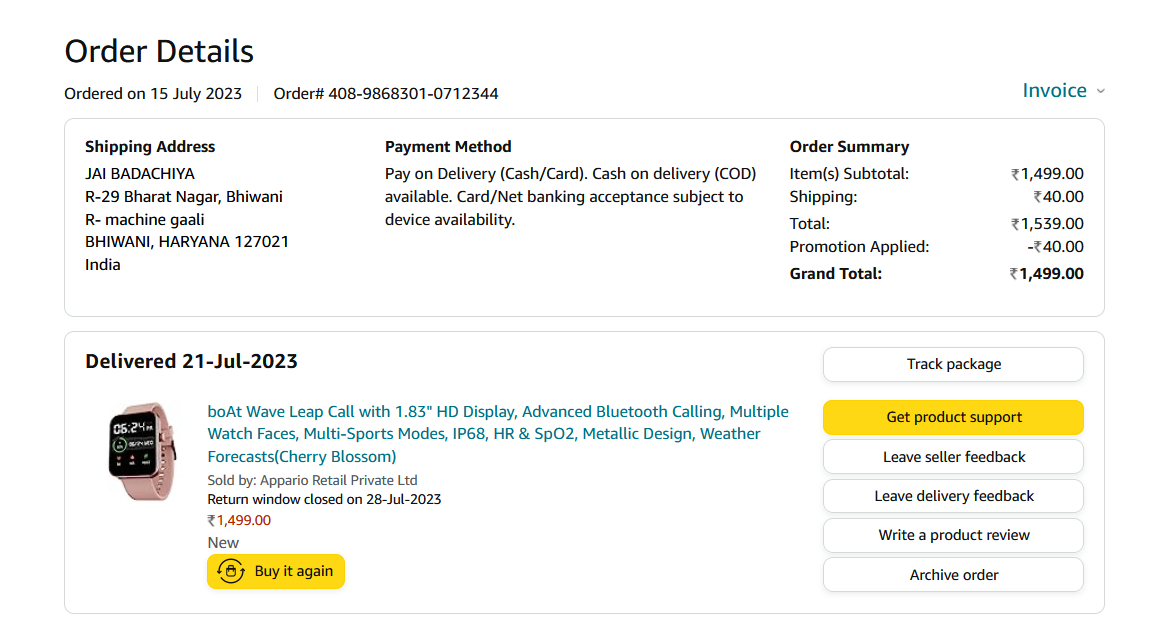 Order Details
Ordered on 15 July 2023
Order# 408-9868301-0712344
Invoice
Shipping Address
JAI BADACHIYA
R-29 Bharat Nagar, Bhiwani
R- machine gaali
BHIWANI, HARYANA 127021
India
Payment Method
Pay on Delivery (Cash/Card). Cash on delivery (COD)
available. Card/Net banking acceptance subject to
device availability.
Order Summary
Item(s) Subtotal: ₹1,499.00
Shipping: ₹40.00
Total: ₹1,539.00
Promotion Applied: -₹40.00
Grand Total: ₹1,499.00
Delivered 21-Jul-2023
boAt Wave Leap Call with 1.83" HD Display, Advanced Bluetooth Calling, Multiple
Watch Faces, Multi-Sports Modes, IP68, HR & SpO2, Metallic Design, Weather
Forecasts(Cherry Blossom)
Sold by: Appario Retail Private Ltd
Return window closed on 28-Jul-2023
₹1,499.00
New
Buy it again
Track package
Get product support
Leave seller feedback
Leave delivery feedback
Write a product review
Archive order